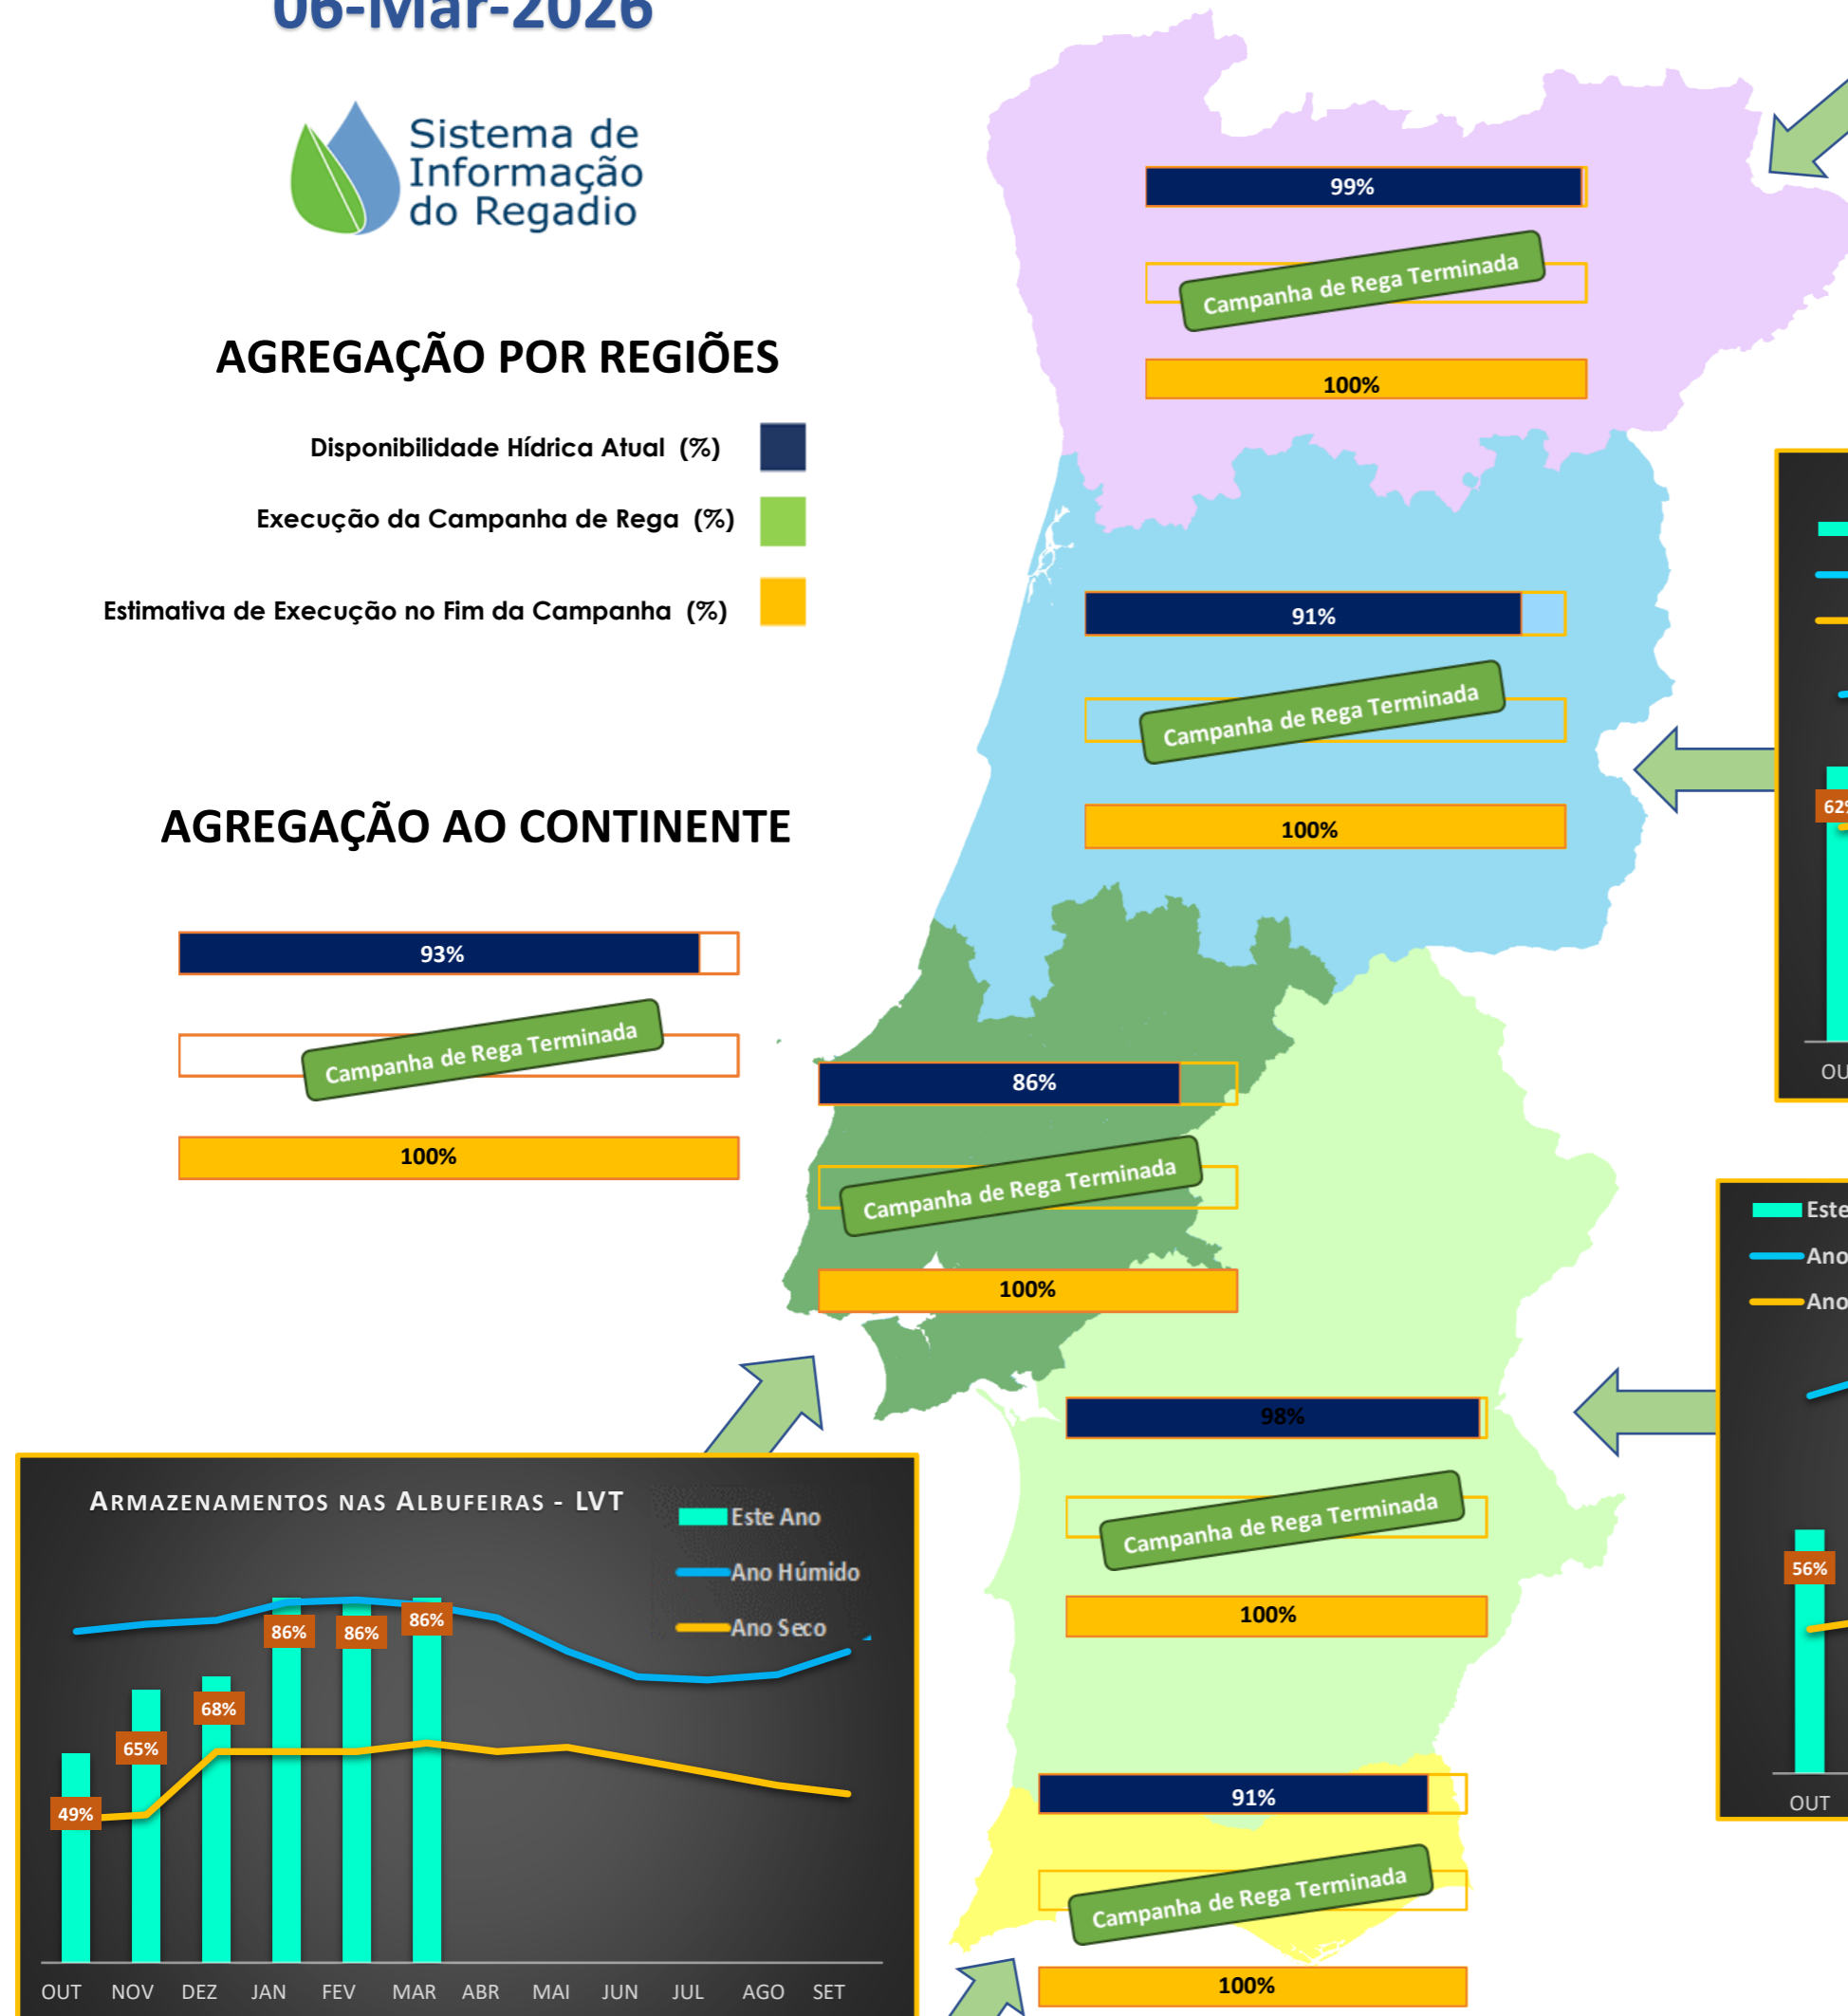 06-Mar-2026
Sistema de
Informação
do Regadio
AGREGAÇÃO POR REGIÕES
Disponibilidade Hídrica Atual (%)
Execução da Campanha de Rega (%)
Estimativa de Execução no Fim da Campanha (%)
AGREGAÇÃO AO CONTINENTE
93%
Campanha de Rega Terminada
100%
99%
Campanha de Rega Terminada
100%
91%
Campanha de Rega Terminada
100%
86%
Campanha de Rega Terminada
100%
98%
Campanha de Rega Terminada
100%
91%
Campanha de Rega Terminada
100%
ARMAZENAMENTOS NAS ALBUFEIRAS - LVT
Este Ano
Ano Húmido
Ano Seco
49%
65%
68%
86%
86%
86%
OUT NOV DEZ JAN FEV MAR ABR MAI JUN JUL AGO SET
62%
OU
Este
Ano
Ano
56%
OUT